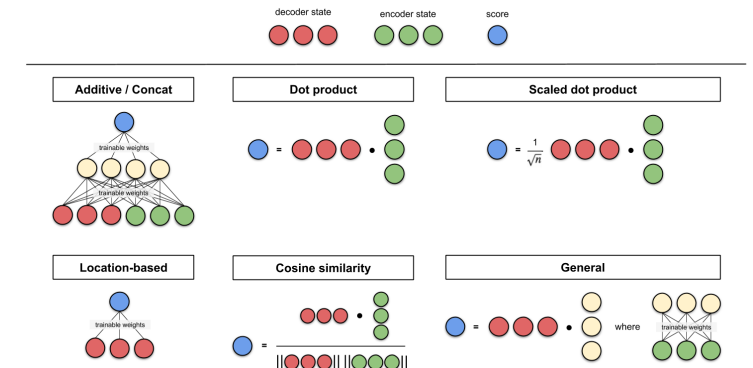 decoder state
encoder state
score
Additive / Concat
Dot product
Scaled dot product
trainable weights
trainable weights
=
•
= 1/√n
•
Location-based
Cosine similarity
General
trainable weights
•
=
|| || || ||
=
•
where
trainable weights